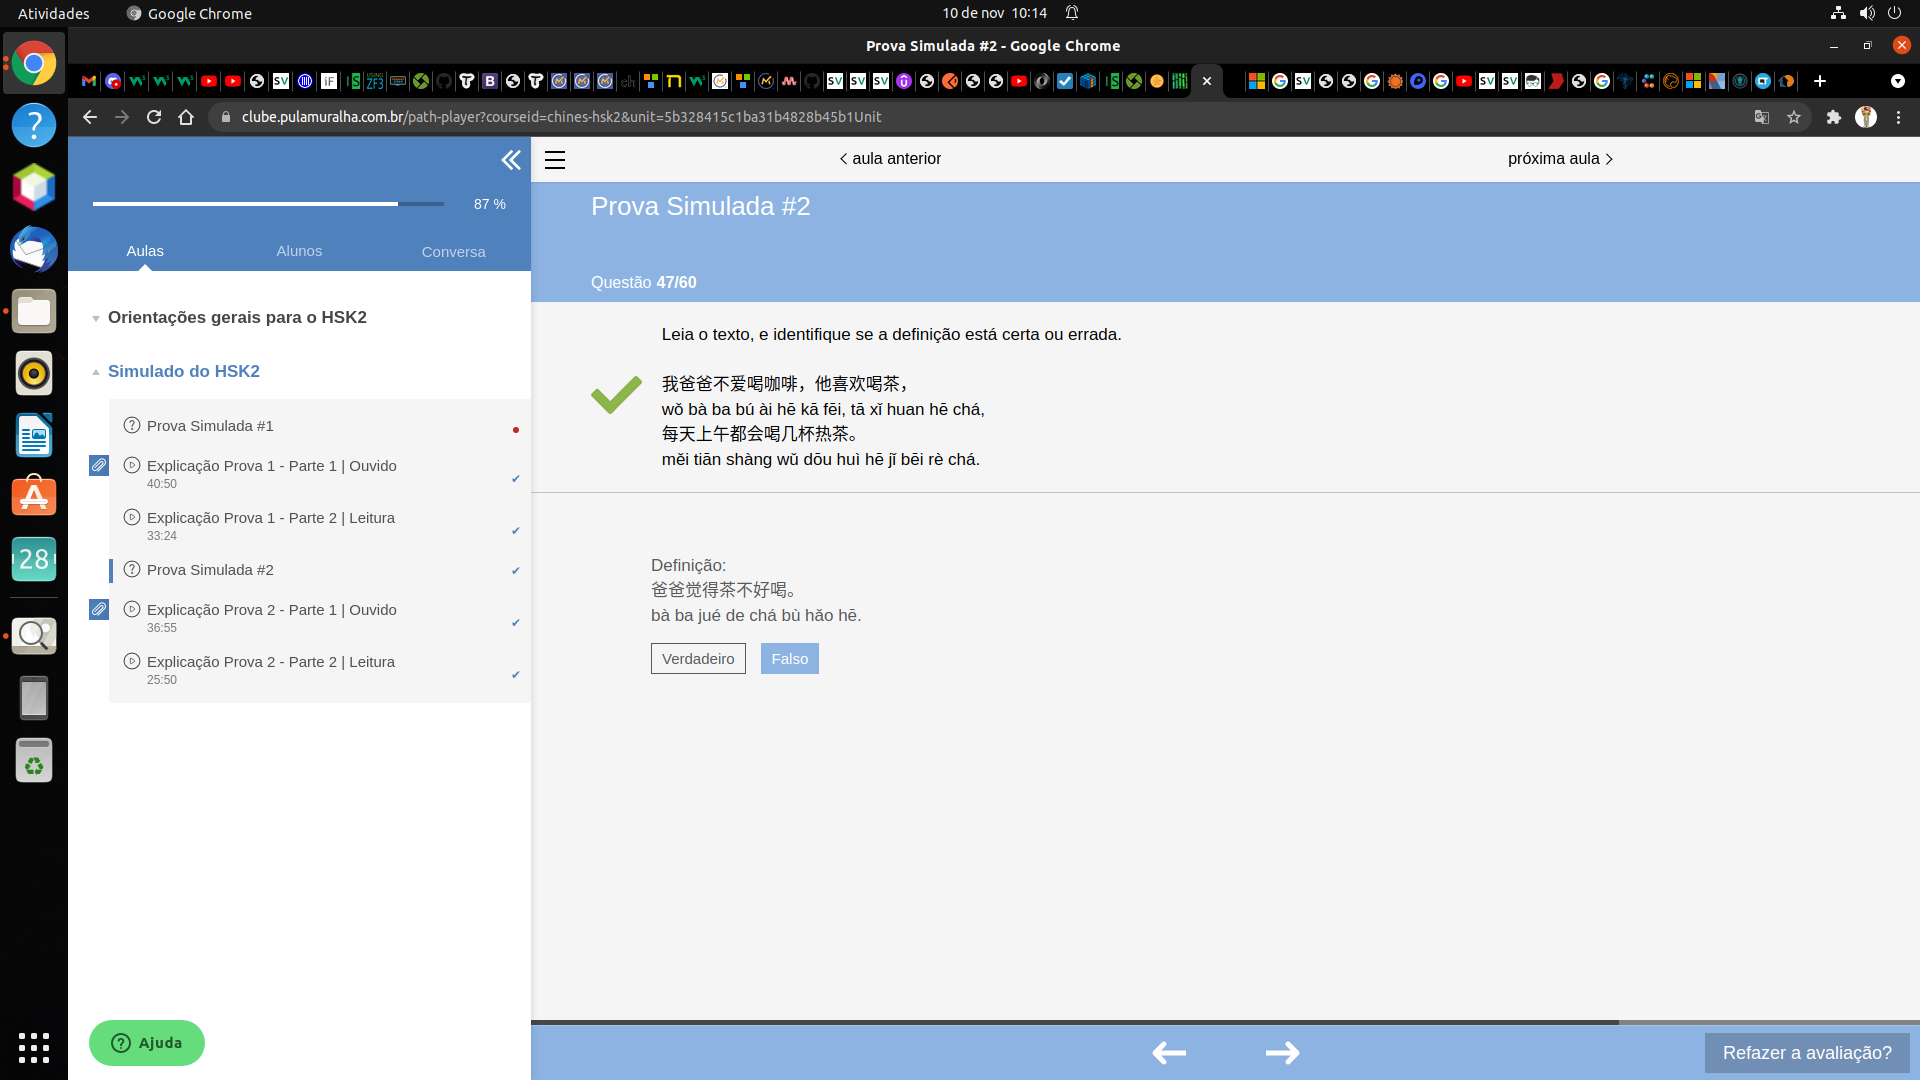 Atividades
Google Chrome
10 de nov 10:14
Prova Simulada #2 - Google Chrome
clube.pulamuralha.com.br/path-player?courseid=chines-hsk2&unit=5b328415c1ba31b4828b45b1Unit
87 %
Aulas
Alunos
Conversa
Orientações gerais para o HSK2
Simulado do HSK2
Prova Simulada #1
Explicação Prova 1 - Parte 1 | Ouvido
40:50
Explicação Prova 1 - Parte 2 | Leitura
33:24
Prova Simulada #2
Explicação Prova 2 - Parte 1 | Ouvido
36:55
Explicação Prova 2 - Parte 2 | Leitura
25:50
Ajuda
28
aula anterior
próxima aula
Prova Simulada #2
Questão 47/60
Leia o texto, e identifique se a definição está certa ou errada.
我爸爸不爱喝咖啡，他喜欢喝茶，
wǒ bà ba bú ài hē kā fēi, tā xǐ huan hē chá,
每天上午都会喝几杯热茶。
měi tiān shàng wǔ dōu huì hē jǐ bēi rè chá.
Definição:
爸爸觉得茶不好喝。
bà ba jué de chá bù hǎo hē.
Verdadeiro
Falso
Refazer a avaliação?